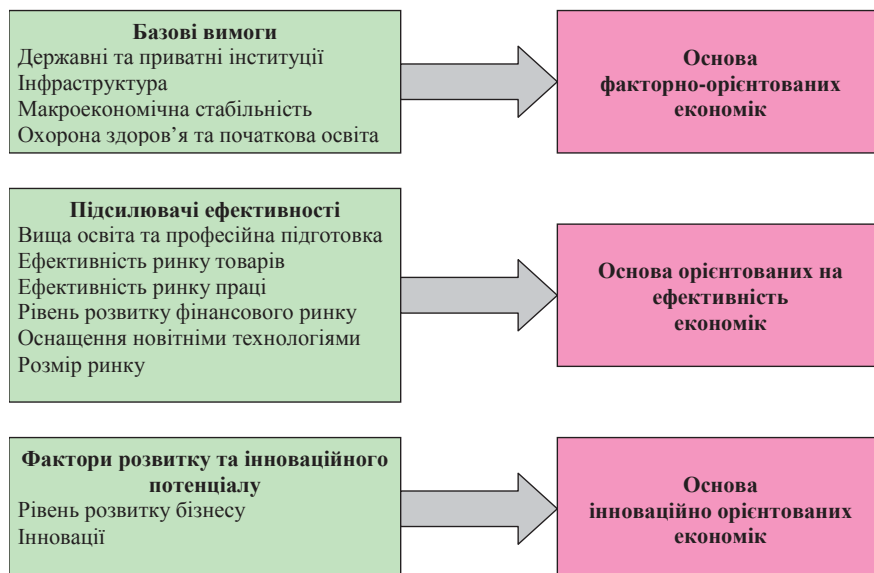 Базові вимоги
Державні та приватні інституції
Інфраструктура
Макроекономічна стабільність
Охорона здоров’я та початкова освіта
Основа
факторно-орієнтованих
економік
Підсилювачі ефективності
Вища освіта та професійна підготовка
Ефективність ринку товарів
Ефективність ринку праці
Рівень розвитку фінансового ринку
Оснащення новітніми технологіями
Розмір ринку
Основа орієнтованих на
ефективність
економік
Фактори розвитку та інноваційного
потенціалу
Рівень розвитку бізнесу
Інновації
Основа
інноваційно орієнтованих
економік